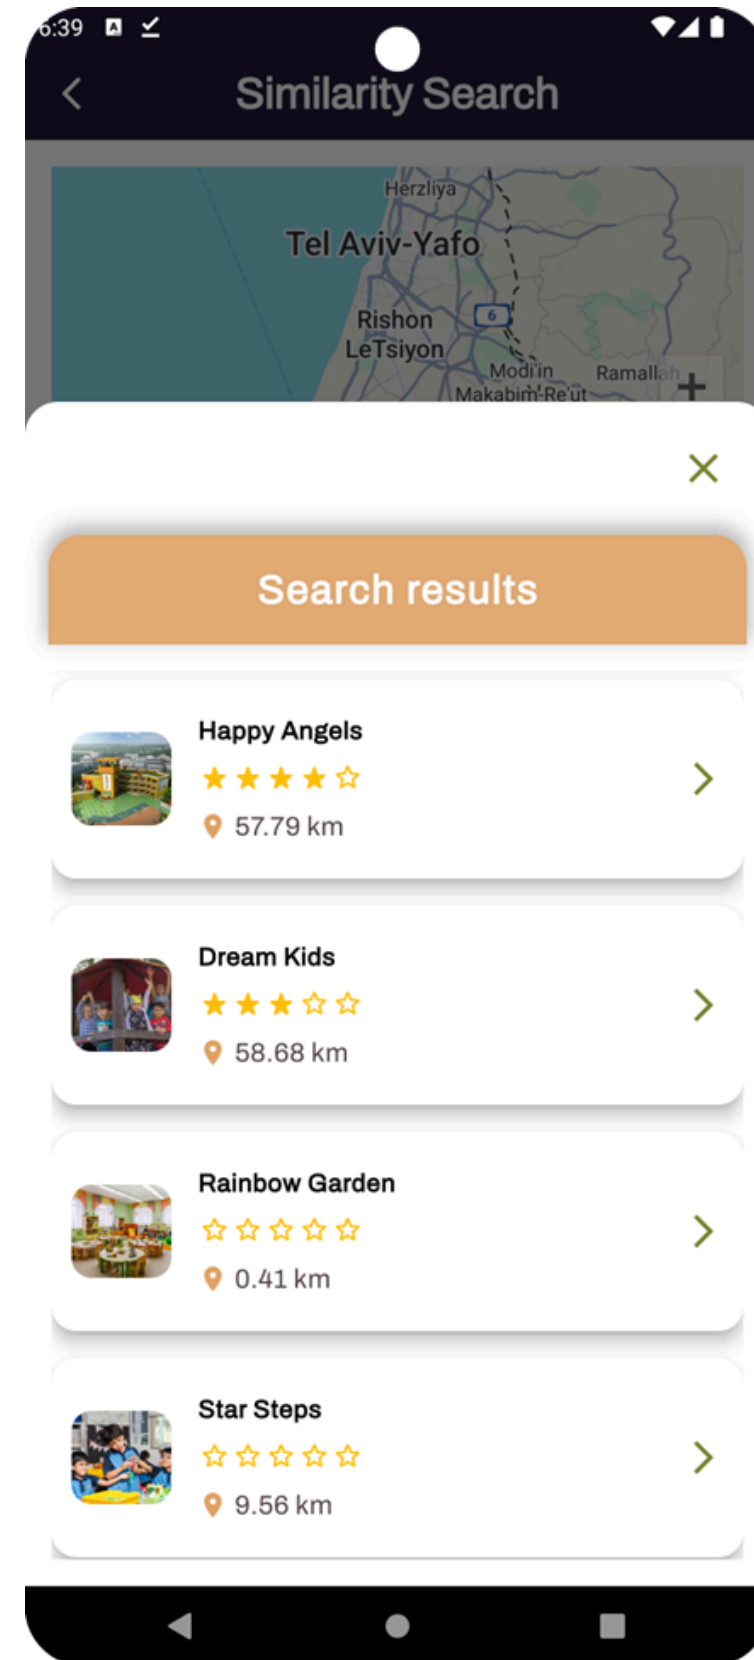 6:39
Similarity Search
Herzliya
Tel Aviv-Yafo
6
Rishon
LeTsiyon
Modi'in
Makabim-Re'ut
Ramallah
+
Search results
Happy Angels
57.79 km
Dream Kids
58.68 km
Rainbow Garden
0.41 km
Star Steps
9.56 km